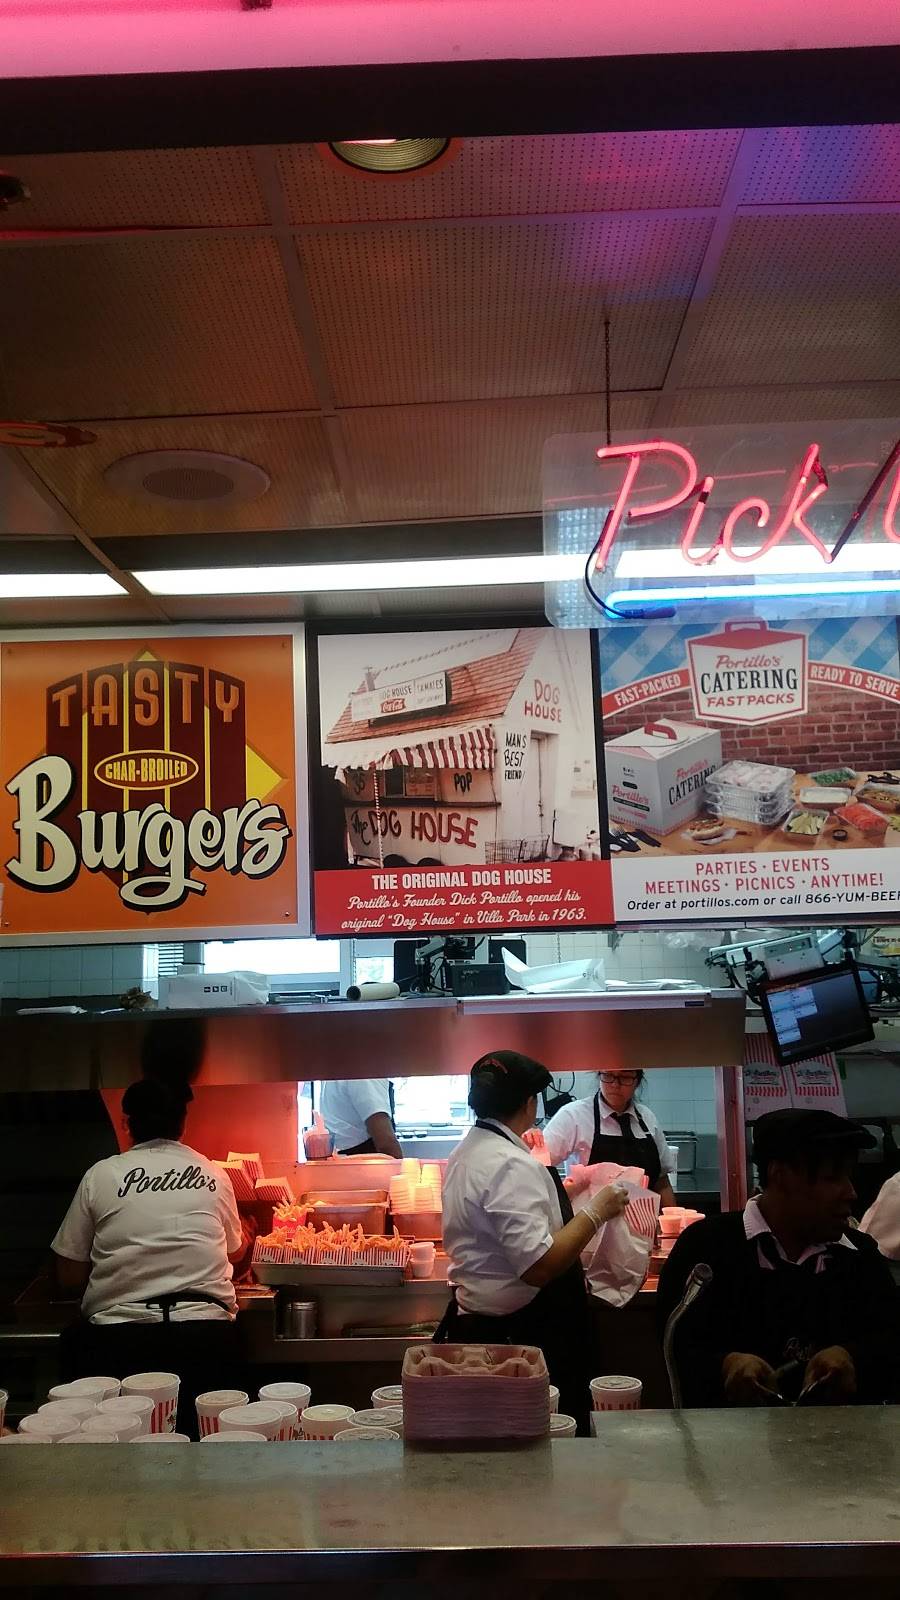 Pick
TASTY
CHAR-BROILED
Burgers
DOG HOUSE
TAMALES
Coca-Cola
DOG
HOUSE
MAN'S
BEST
FRIEND
POP
The DOG HOUSE
THE ORIGINAL DOG HOUSE
Portillo's Founder Dick Portillo opened his
original "Dog House" in Villa Park in 1963.
Portillo's
CATERING
FAST PACKS
FAST-PACKED
READY TO SERVE
Portillo's
CATERING
Portillo's
PARTIES • EVENTS
MEETINGS • PICNICS • ANYTIME!
Order at portillos.com or call 866-YUM-BEEF
Portillo's